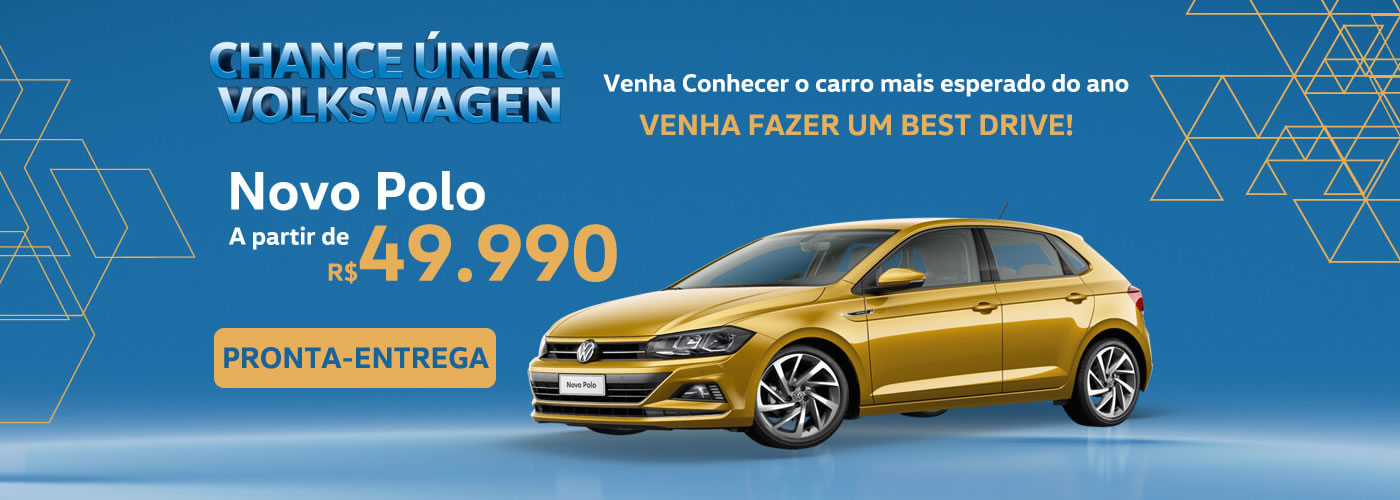 CHANCE ÚNICA
VOLKSWAGEN
Venha Conhecer o carro mais esperado do ano
VENHA FAZER UM BEST DRIVE!
Novo Polo
A partir de
R$49.990
PRONTA-ENTREGA
Novo Polo